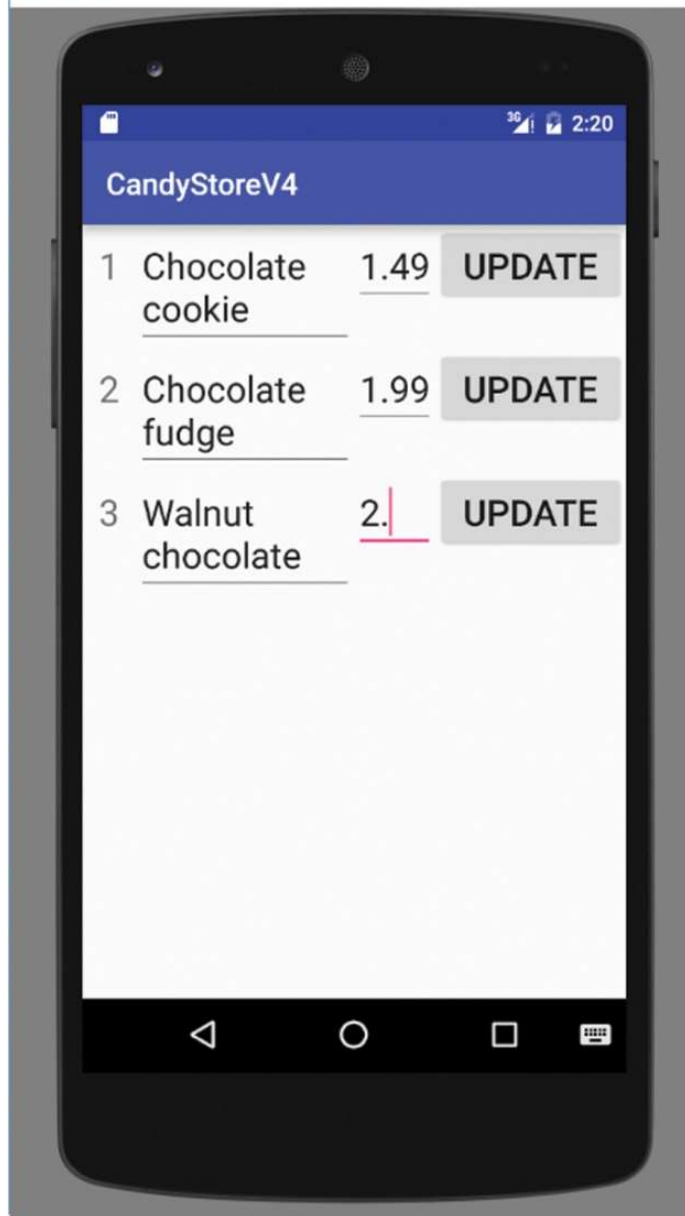 3G 2:20
CandyStoreV4
1 Chocolate 1.49 UPDATE
cookie
2 Chocolate 1.99 UPDATE
fudge
3 Walnut 2. UPDATE
chocolate